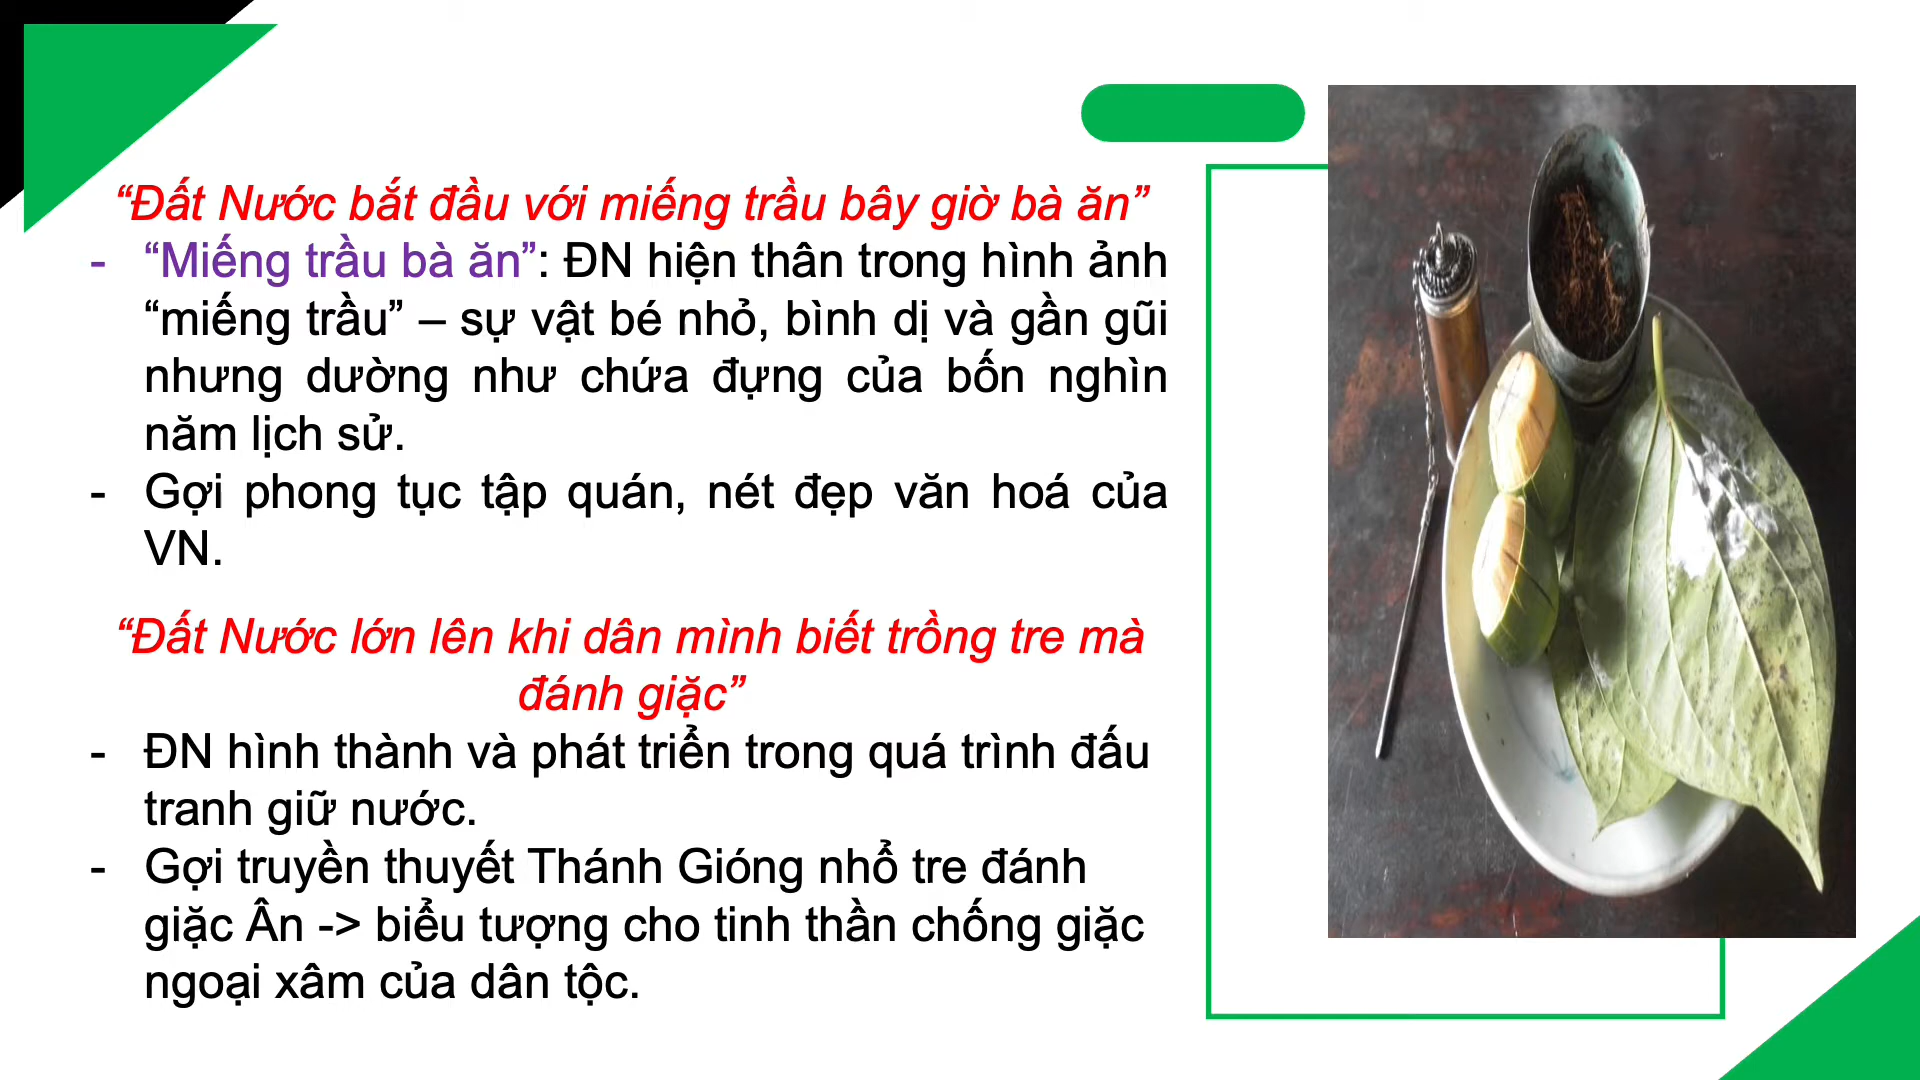 “Đất Nước bắt đầu với miếng trầu bây giờ bà ăn”
- “Miếng trầu bà ăn”: ĐN hiện thân trong hình ảnh
“miếng trầu” – sự vật bé nhỏ, bình dị và gần gũi
nhưng dường như chứa đựng của bốn nghìn
năm lịch sử.
- Gợi phong tục tập quán, nét đẹp văn hoá của
VN.
“Đất Nước lớn lên khi dân mình biết trồng tre mà
đánh giặc”
- ĐN hình thành và phát triển trong quá trình đấu
tranh giữ nước.
- Gợi truyền thuyết Thánh Gióng nhổ tre đánh
giặc Ân -> biểu tượng cho tinh thần chống giặc
ngoại xâm của dân tộc.